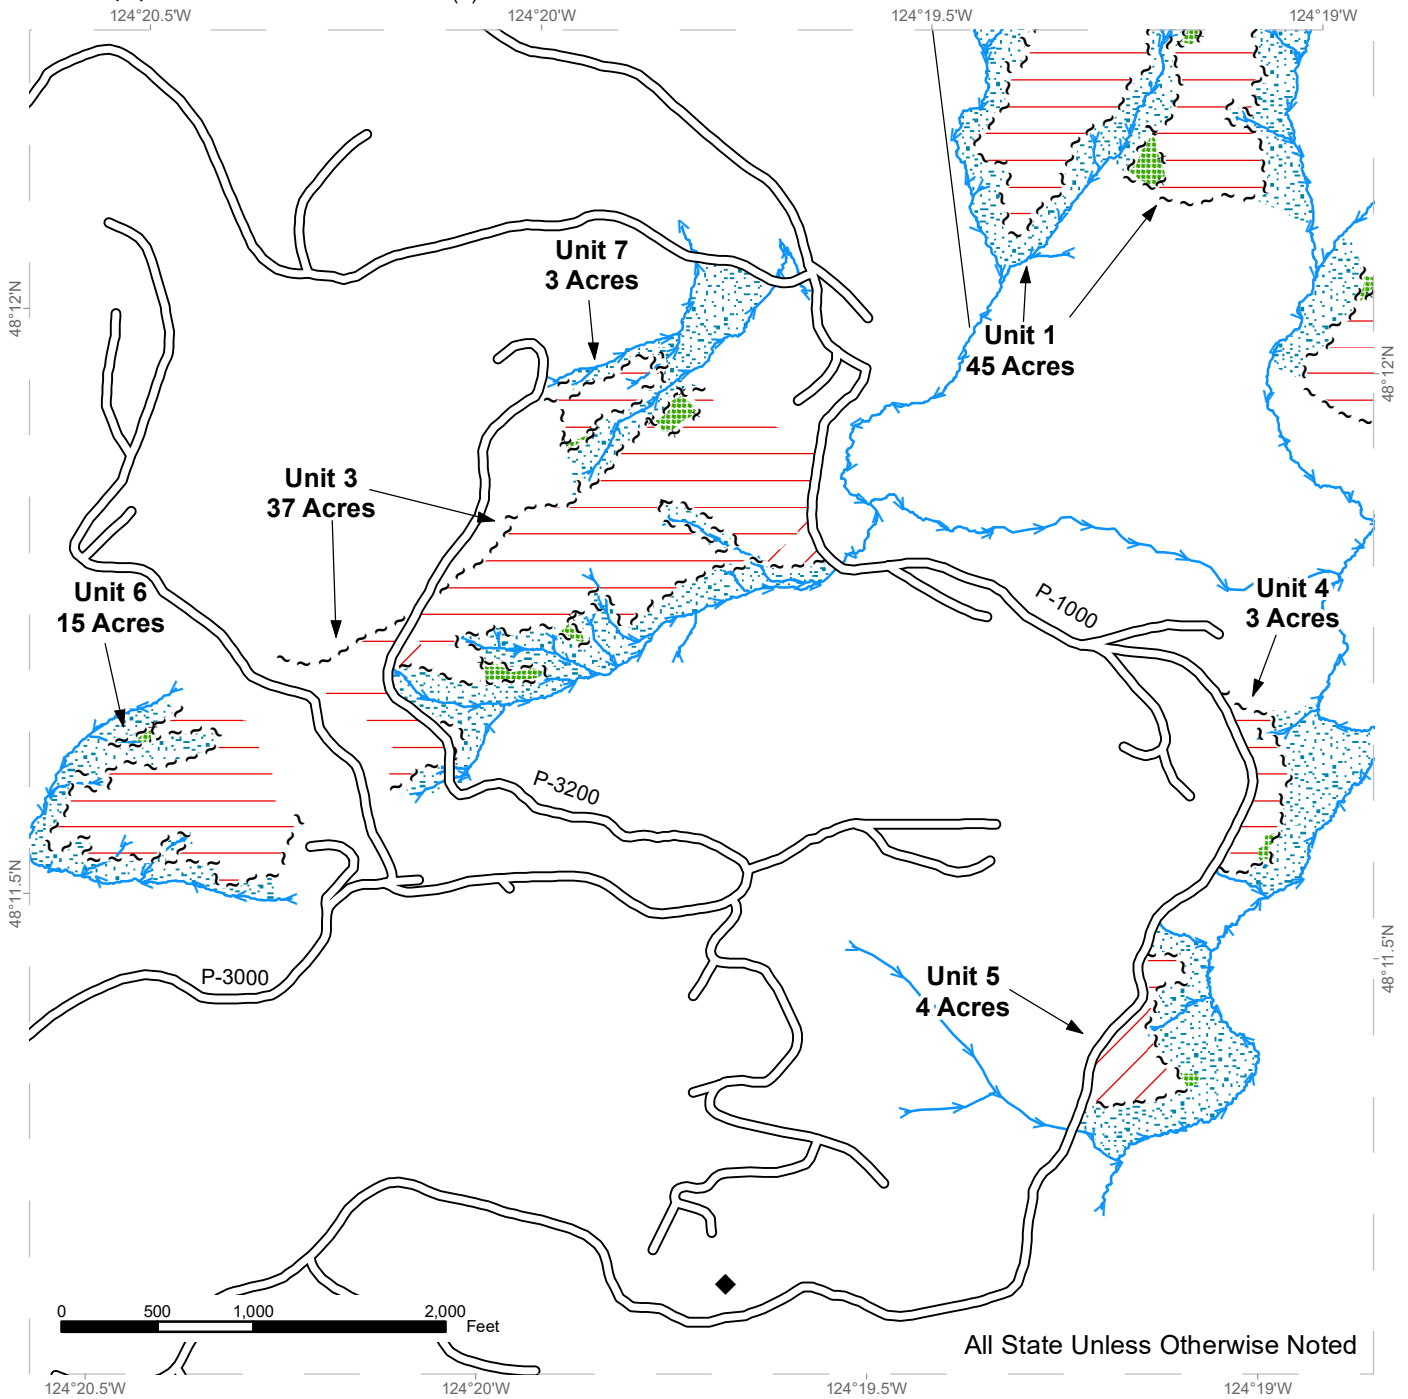 124°20.5'W
124°20'W
124°19.5'W
124°19'W
Unit 7
3 Acres
48°12'N
Unit 1
45 Acres
48°12'N
Unit 3
37 Acres
Unit 6
15 Acres
P-1000
Unit 4
3 Acres
P-3200
48°11.5'N
P-3000
Unit 5
4 Acres
48°11.5'N
0 500 1,000 2,000
Feet
All State Unless Otherwise Noted
124°20.5'W
124°20'W
124°19.5'W
124°19'W